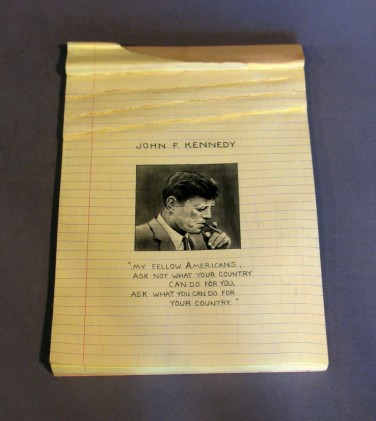 JOHN F. KENNEDY
"MY FELLOW AMERICANS,
ASK NOT WHAT YOUR COUNTRY
CAN DO FOR YOU,
ASK WHAT YOU CAN DO FOR
YOUR COUNTRY."